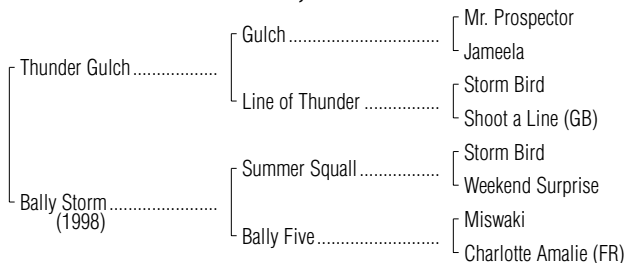 Mr. Prospector
Gulch
Jameela
Thunder Gulch
Storm Bird
Line of Thunder
Shoot a Line (GB)
Storm Bird
Summer Squall
Weekend Surprise
Bally Storm
(1998)
Miswaki
Bally Five
Charlotte Amalie (FR)